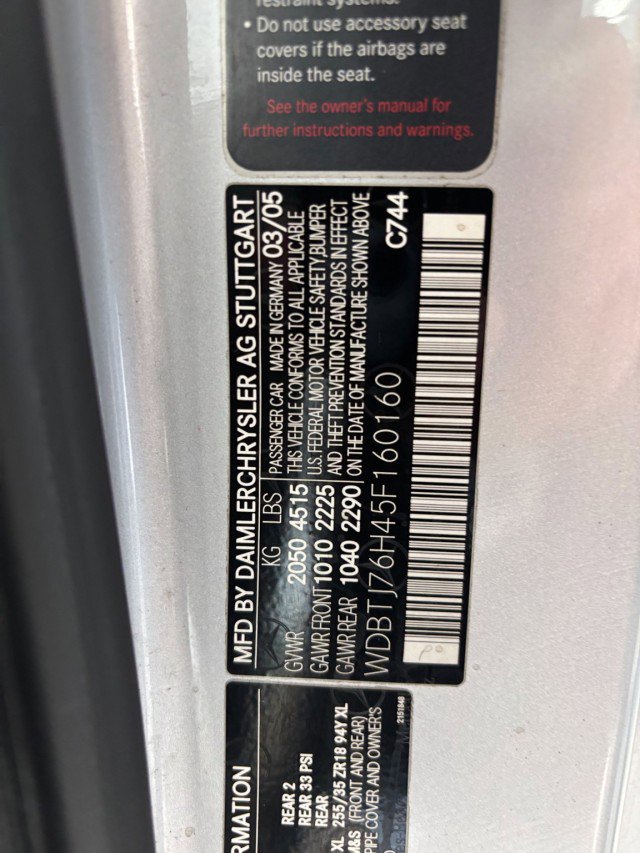 restraint systems.
• Do not use accessory seat
covers if the airbags are
inside the seat.
See the owner's manual for
further instructions and warnings.
MFD BY DAIMLERCHRYSLER AG STUTTGART
KG LBS PASSENGER CAR MADE IN GERMANY 03/05
GVWR 2050 4515 THIS VEHICLE CONFORMS TO ALL APPLICABLE
GAWR FRONT 1010 2225 U.S. FEDERAL MOTOR VEHICLE SAFETY,BUMPER
GAWR REAR 1040 2290 AND THEFT PREVENTION STANDARDS IN EFFECT
ON THE DATE OF MANUFACTURE SHOWN ABOVE
WDBTJ76H45F160160 C744
RMATION
REAR 2
REAR 33 PSI
REAR
XL 255/35 ZR18 94Y XL
M&S (FRONT AND REAR)
PIPE COVER AND OWNER'S
2151846